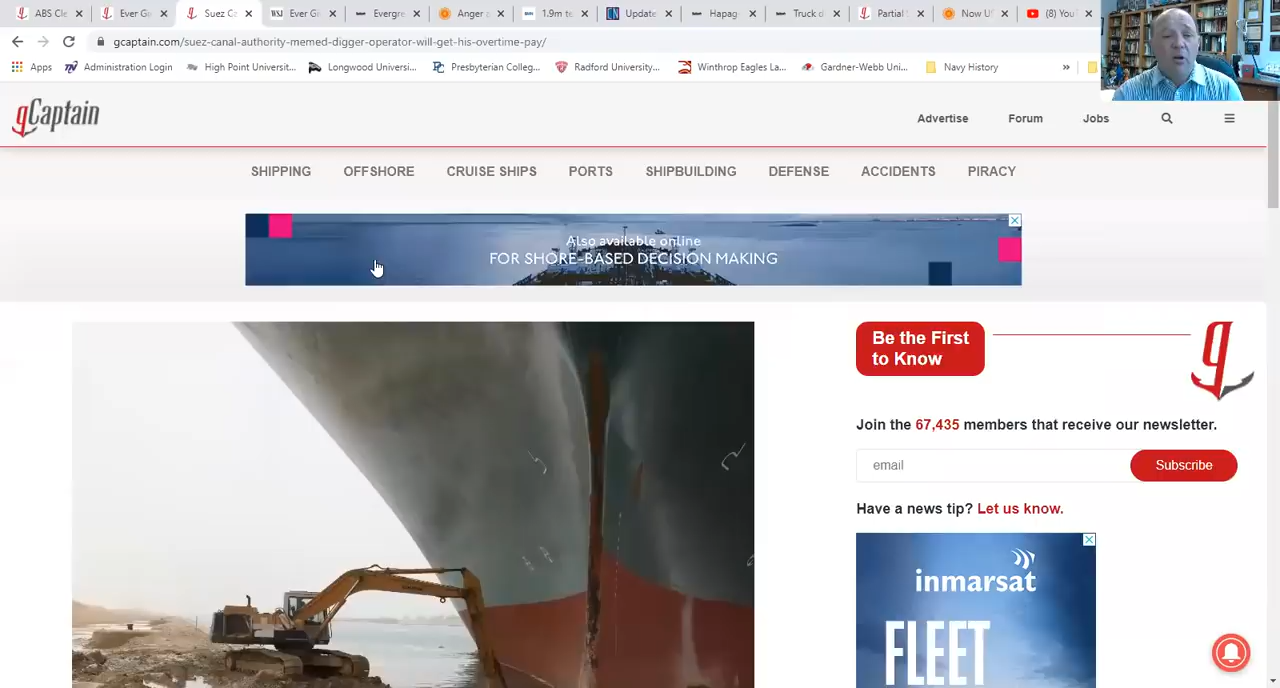 ABS Cl
Ever Gi
Suez Ca
Ever Gi
Evergre
Anger a
1.9m te
Update
Hapag
Truck d
Partial
Now U
(8) You
gcaptain.com/suez-canal-authority-memed-digger-operator-will-get-his-overtime-pay/
Apps
Administration Login
High Point Universit...
Longwood Universi...
Presbyterian Colleg...
Radford University...
Winthrop Eagles La...
Gardner-Webb Uni...
Navy History
»
gCaptain
Advertise
Forum
Jobs
SHIPPING
OFFSHORE
CRUISE SHIPS
PORTS
SHIPBUILDING
DEFENSE
ACCIDENTS
PIRACY
Also available online
FOR SHORE-BASED DECISION MAKING
Be the First
to Know
g
Join the 67,435 members that receive our newsletter.
email
Subscribe
Have a news tip? Let us know.
inmarsat
FLEET